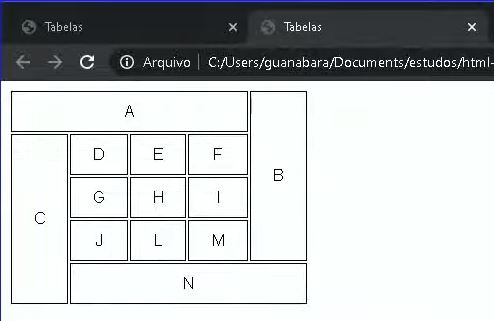 Tabelas
Tabelas
Arquivo | C:/Users/guanabara/Documents/estudos/html-
A
B
C
D E F
G H I
J L M
N